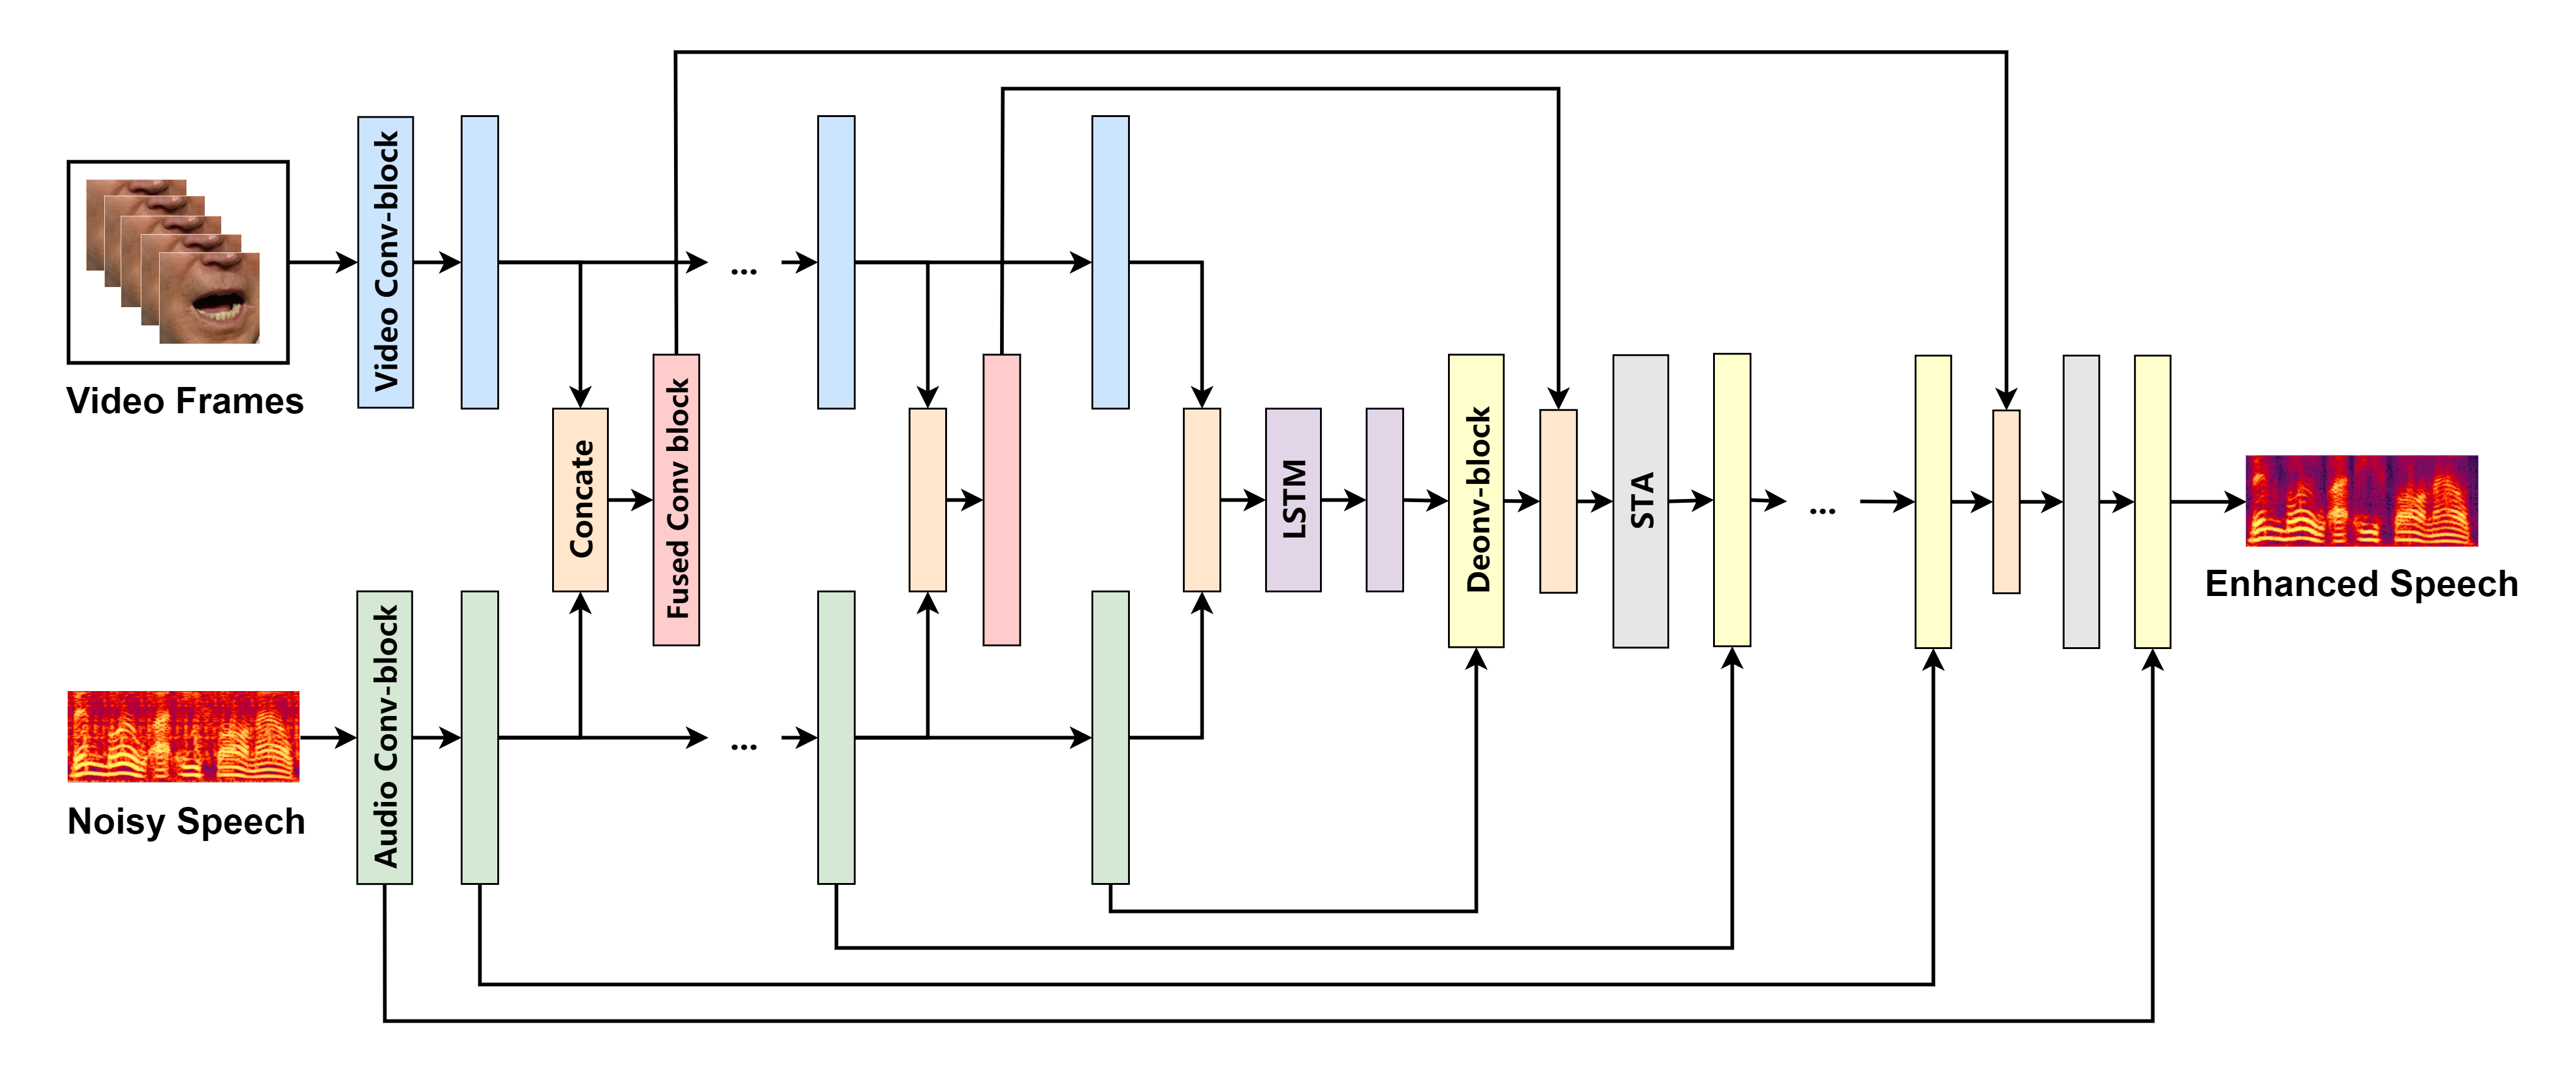 Video Frames
Video Conv-block
...
Concate
Fused Conv block
...
LSTM
Deonv-block
STA
...
Enhanced Speech
Noisy Speech
Audio Conv-block